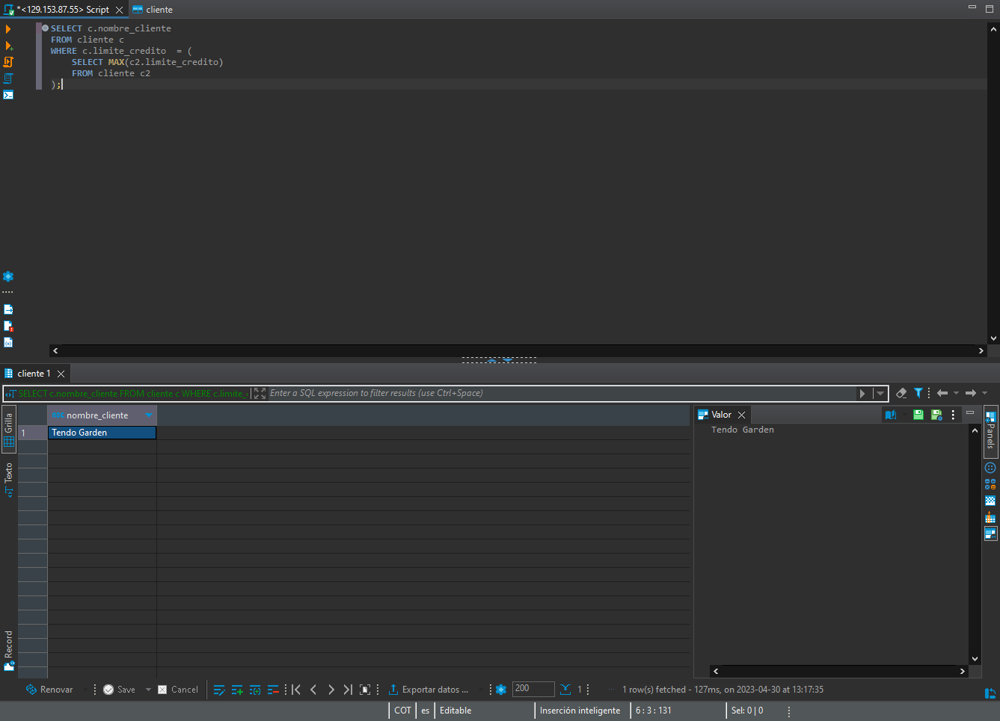 *<129.153.87.55> Script
cliente
SELECT c.nombre_cliente
FROM cliente c
WHERE c.limite_credito  = (
    SELECT MAX(c2.limite_credito)
    FROM cliente c2
);
cliente 1
SELECT c.nombre_cliente FROM cliente c WHERE c.limite_
Enter a SQL expression to filter results (use Ctrl+Space)
Grilla
Texto
Record
nombre_cliente
1
Tendo Garden
Valor
Tendo Garden
Panels
Renovar
Save
Cancel
Exportar datos ...
200
1
1 row(s) fetched - 127ms, on 2023-04-30 at 13:17:35
COT
es
Editable
Inserción inteligente
6 : 3 : 131
Sel: 0 | 0